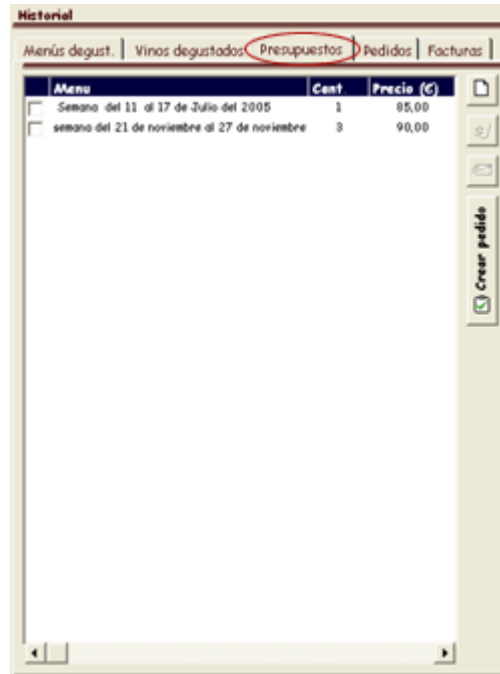 Historial
Menús degust. Vinos degustados Presupuestos Pedidos Facturas
Menu Cant. Precio (€)
Semana del 11 al 17 de Julio del 2005 1 85,00
semana del 21 de noviembre al 27 de noviembre 3 90,00
Crear pedido